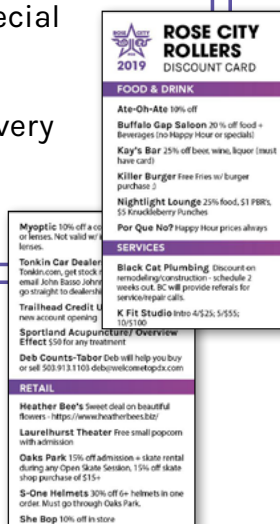 ecial
very
ROSE CITY
2019
ROSE CITY
ROLLERS
DISCOUNT CARD
FOOD & DRINK
Ate-Oh-Ate 10% off
Buffalo Gap Saloon 20 % off food +
Beverages (no Happy Hour or specials)
Kay's Bar 25% off beer, wine, liquor (must
have card)
Killer Burger Free Fries w/ burger
purchase :)
Nightlight Lounge 25% food, $1 PBR's,
$5 Knuckleberry Punches
Por Que No? Happy Hour prices always
SERVICES
Black Cat Plumbing Discount on
remodeling/construction - schedule 2
weeks out. BC will provide referals for
service/repair calls.
K Fit Studio Intro 4/$25; 5/$55;
10/$100
Myoptic 10% off a co
or lenses. Not valid w/
lenses.
Tonkin Car Dealer
Tonkin.com, get stock
email John Basso John
go straight to dealersh
Trailhead Credit U
new account opening
Sportland Acupuncture/ Overview
Effect $50 for any treatment
Deb Counts-Tabor Deb will help you buy
or sell 503.913.1103 deb@welcometopdx.com
RETAIL
Heather Bee's Sweet deal on beautiful
flowers - https://www.heatherbees.biz/
Laurelhurst Theater Free small popcorn
with admission
Oaks Park 15% off admission + skate rental
during any Open Skate Session, 15% off skate
shop purchase of $15+
S-One Helmets 30% off 6+ helmets in one
order. Must go through Oaks Park.
She Bop 10% off in store